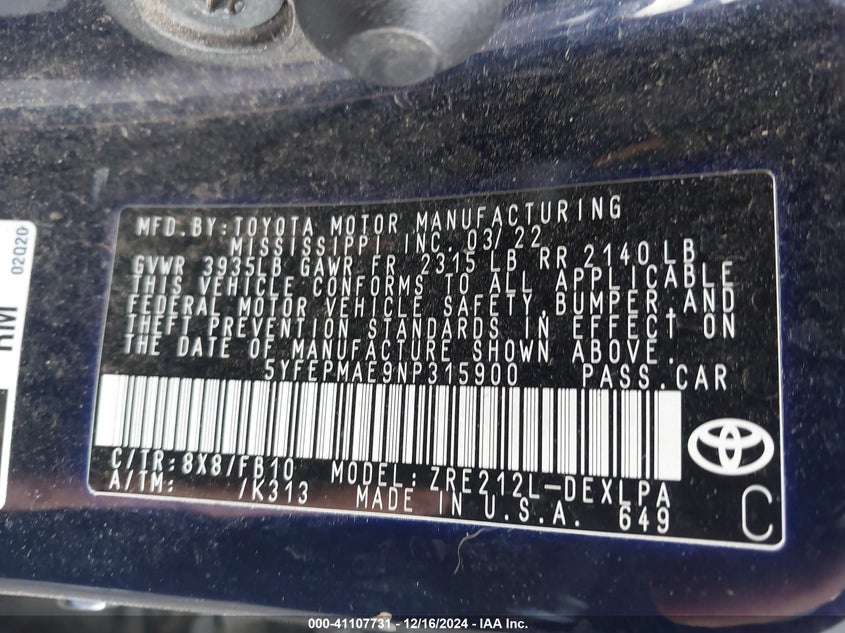 MFD. BY: TOYOTA MOTOR MANUFACTURING
MISSISSIPPI INC. 03/22
GVWR 3935LB GAWR FR 2315 LB RR 2140LB
THIS VEHICLE CONFORMS TO ALL APPLICABLE
FEDERAL MOTOR VEHICLE SAFETY, BUMPER, AND
THEFT PREVENTION STANDARDS IN EFFECT ON
THE DATE OF MANUFACTURE SHOWN ABOVE.
5YFEPMAE9NP315900 PASS. CAR
C/TR: 8X8/FB10 MODEL: ZRE212L-DEXLPA
A/TM: /K313 MADE IN U.S.A. 649
C
02020
RM
000-41107731 - 12/16/2024 - IAA Inc.